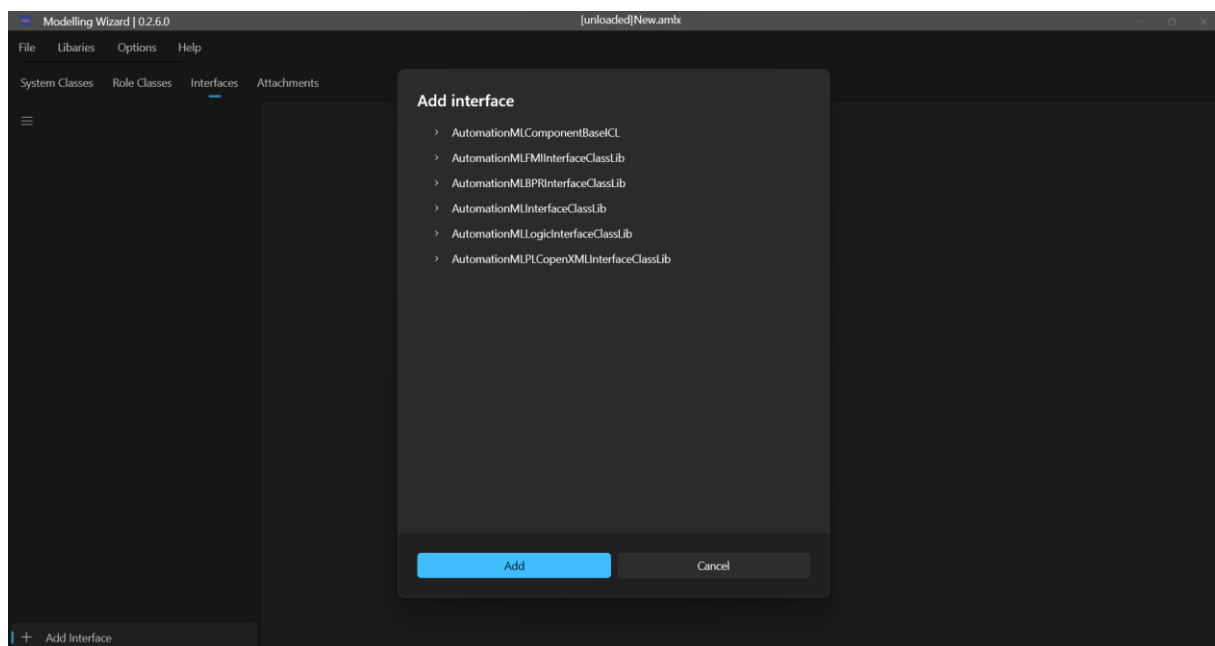 Modelling Wizard | 0.2.6.0
[unloaded]New.amlx
File Libaries Options Help
System Classes Role Classes Interfaces Attachments
Add interface
AutomationMLComponentBaseICL
AutomationMLFMIInterfaceClassLib
AutomationMLBPRInterfaceClassLib
AutomationMLInterfaceClassLib
AutomationMLLogicInterfaceClassLib
AutomationMLPLCopenXMLInterfaceClassLib
Add Cancel
Add Interface